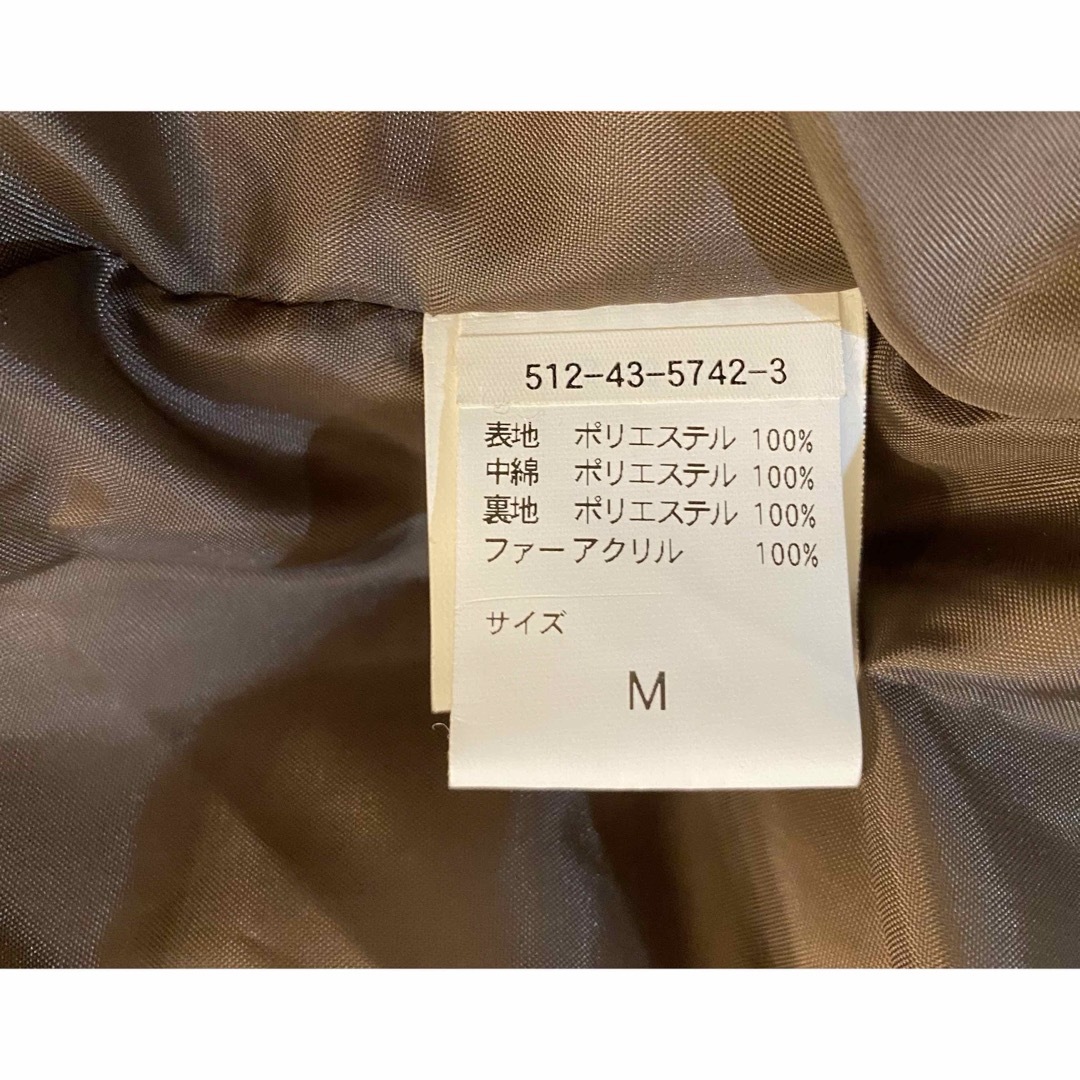 512-43-5742-3
表地 ポリエステル 100%
中綿 ポリエステル 100%
裏地 ポリエステル 100%
ファーアクリル 100%
サイズ
M